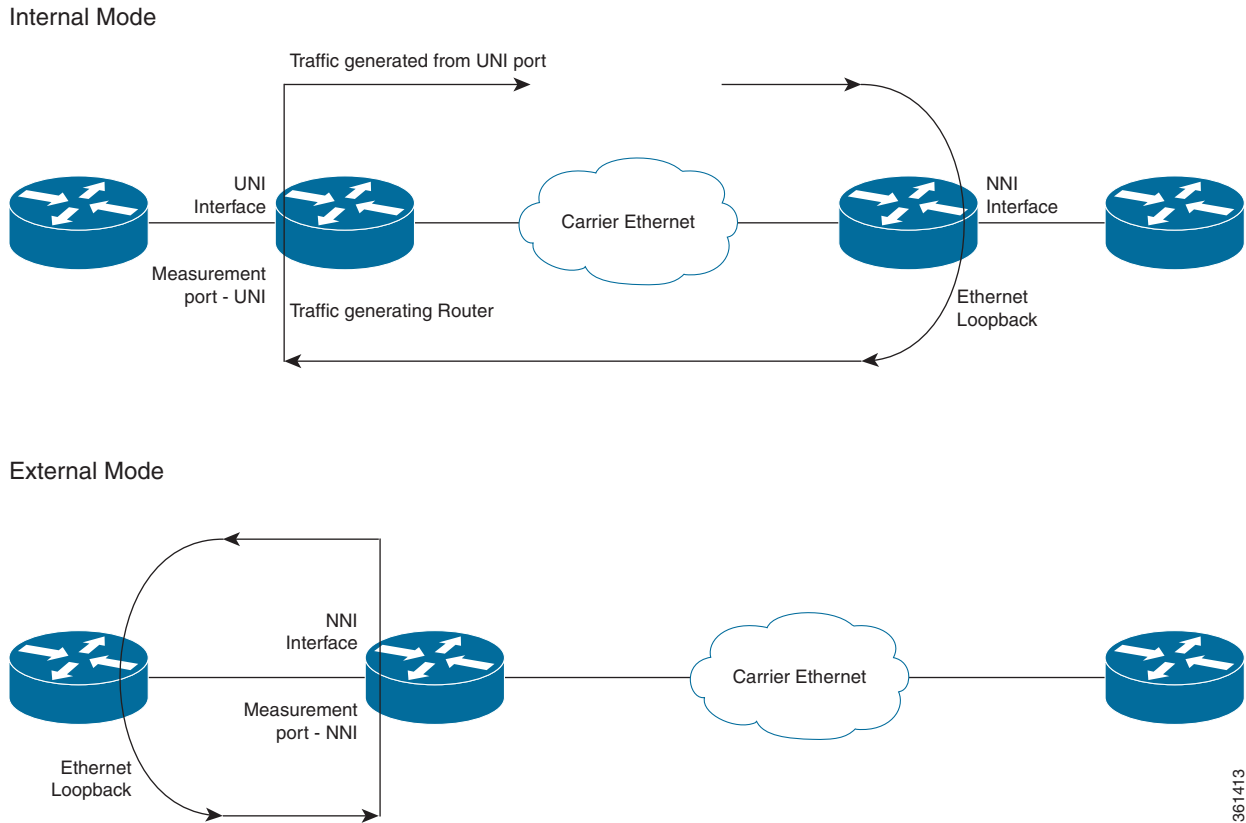 Internal Mode
Traffic generated from UNI port
UNI
Interface
NNI
Interface
Carrier Ethernet
Measurement
port - UNI
Traffic generating Router
Ethernet
Loopback
External Mode
NNI
Interface
Carrier Ethernet
Measurement
port - NNI
Ethernet
Loopback
361413